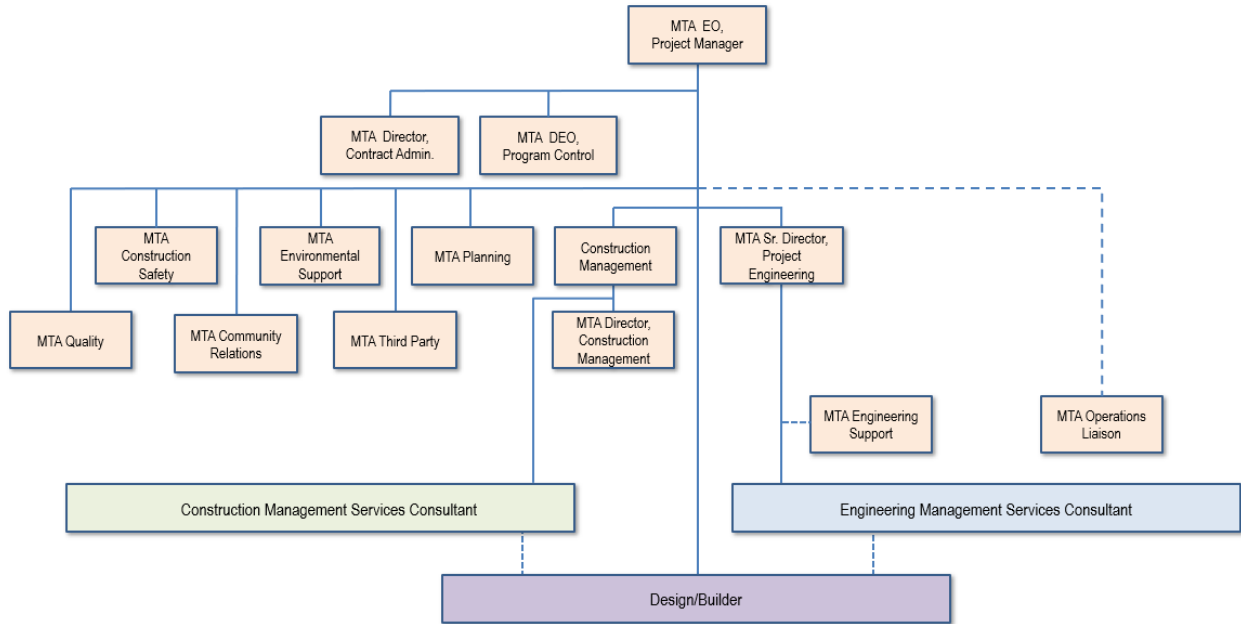 MTA EO,
Project Manager
MTA Director,
Contract Admin.
MTA DEO,
Program Control
MTA
Construction
Safety
MTA
Environmental
Support
MTA Planning
Construction
Management
MTA Sr. Director,
Project
Engineering
MTA Quality
MTA Community
Relations
MTA Third Party
MTA Director,
Construction
Management
MTA Engineering
Support
MTA Operations
Liaison
Construction Management Services Consultant
Engineering Management Services Consultant
Design/Builder